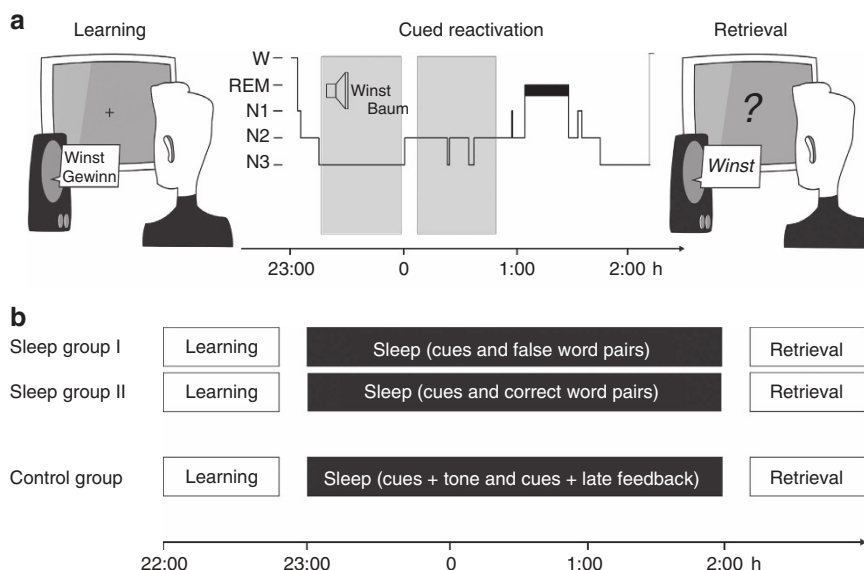 a
Learning
Cued reactivation
Retrieval
W
REM
N1
N2
N3
Winst
Baum
+
Winst
Gewinn
?
Winst
23:00
0
1:00
2:00 h
b
Sleep group I
Learning
Sleep (cues and false word pairs)
Retrieval
Sleep group II
Learning
Sleep (cues and correct word pairs)
Retrieval
Control group
Learning
Sleep (cues + tone and cues + late feedback)
Retrieval
22:00
23:00
0
1:00
2:00 h